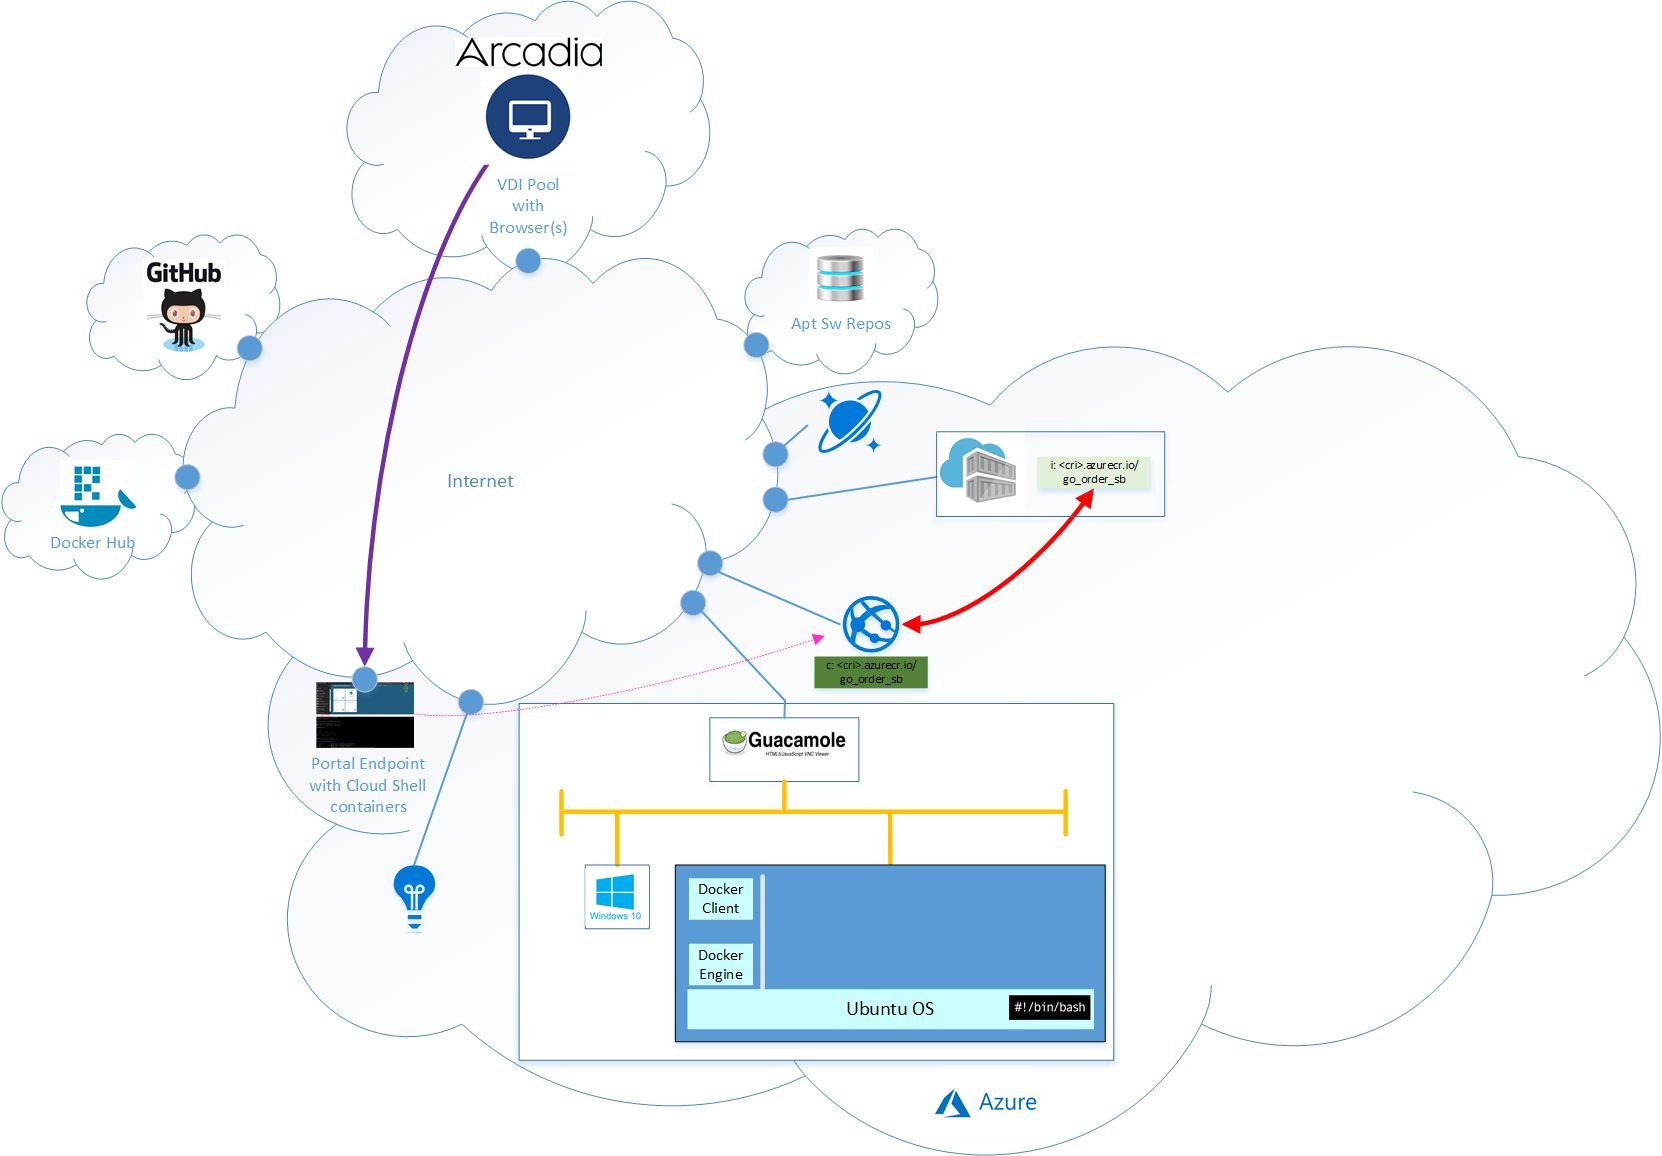 Arcadia
VDI Pool
with
Browser(s)
GitHub
Apt Sw Repos
Docker Hub
Internet
i: <cri>.azurecr.io/
go_order_sb
c: <cri>.azurecr.io/
go_order_sb
Portal Endpoint
with Cloud Shell
containers
Guacamole
HTML5/JavaScript VNC Viewer
Windows 10
Docker
Client
Docker
Engine
Ubuntu OS
#!/bin/bash
Azure